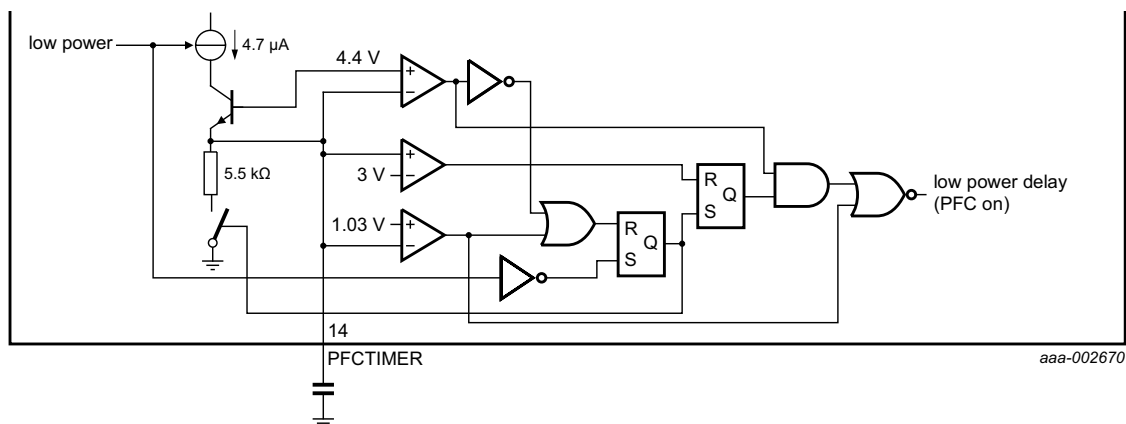 low power
4.7 µA
4.4 V
+
−
5.5 kΩ
+
3 V
−
R
Q
S
low power delay
(PFC on)
1.03 V
+
−
R
Q
S
14
PFCTIMER
aaa-002670